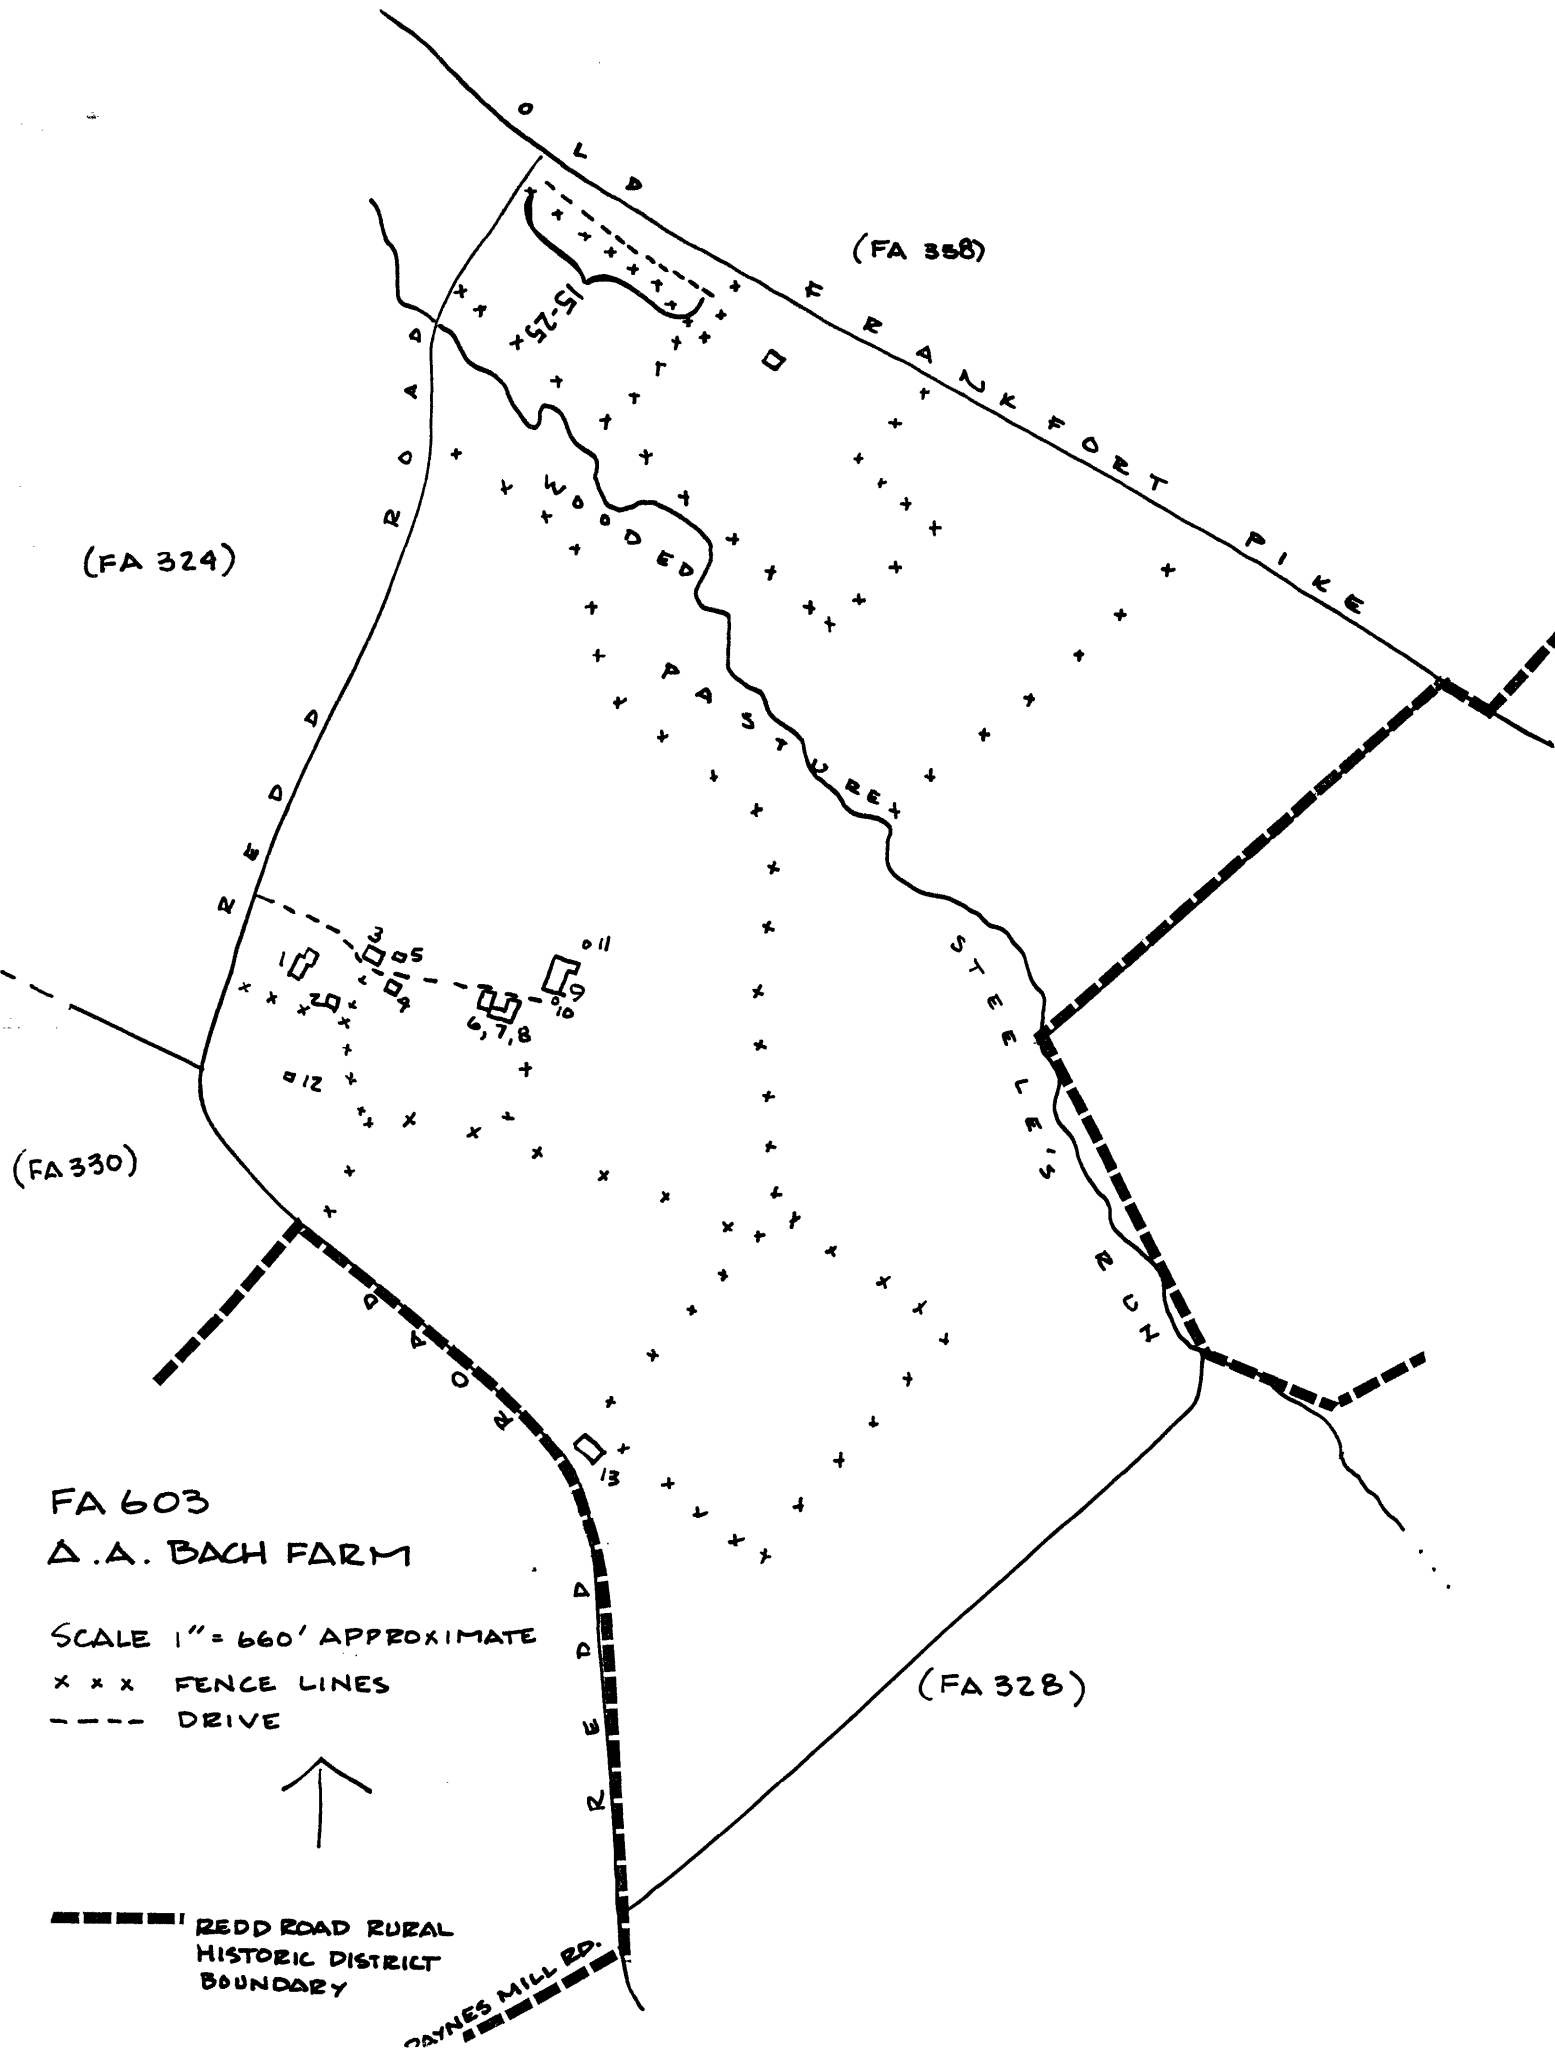 OLD FRANKFORT PIKE
(FA 358)
15-25
REDD ROAD
WOODED PASTURE
(FA 324)
STEELE'S RUN
1
2
3
4
5
6, 7, 8
9
10
11
12
(FA 330)
REDD ROAD
13
FA 603
A.A. BACH FARM
SCALE 1" = 660' APPROXIMATE
x x x FENCE LINES
---- DRIVE
(FA 328)
REDD ROAD RURAL
HISTORIC DISTRICT
BOUNDARY
PAYNES MILL RD.